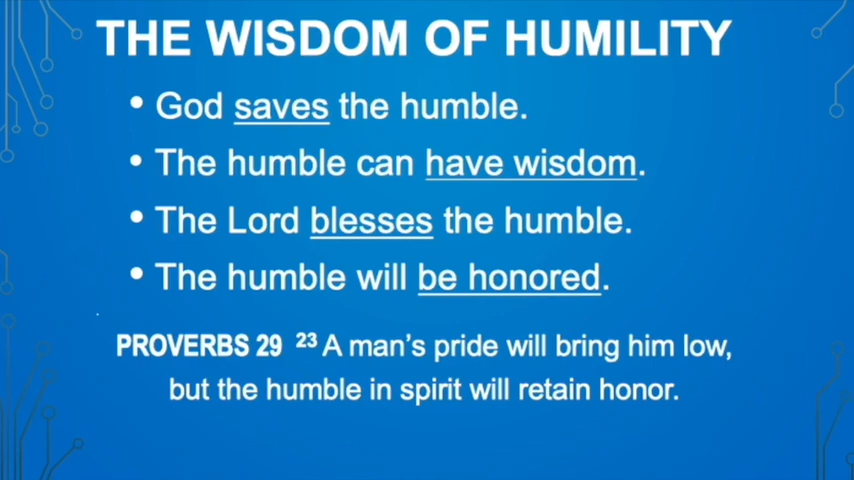 THE WISDOM OF HUMILITY
• God saves the humble.
• The humble can have wisdom.
• The Lord blesses the humble.
• The humble will be honored.
PROVERBS 29 ²³ A man’s pride will bring him low,
but the humble in spirit will retain honor.